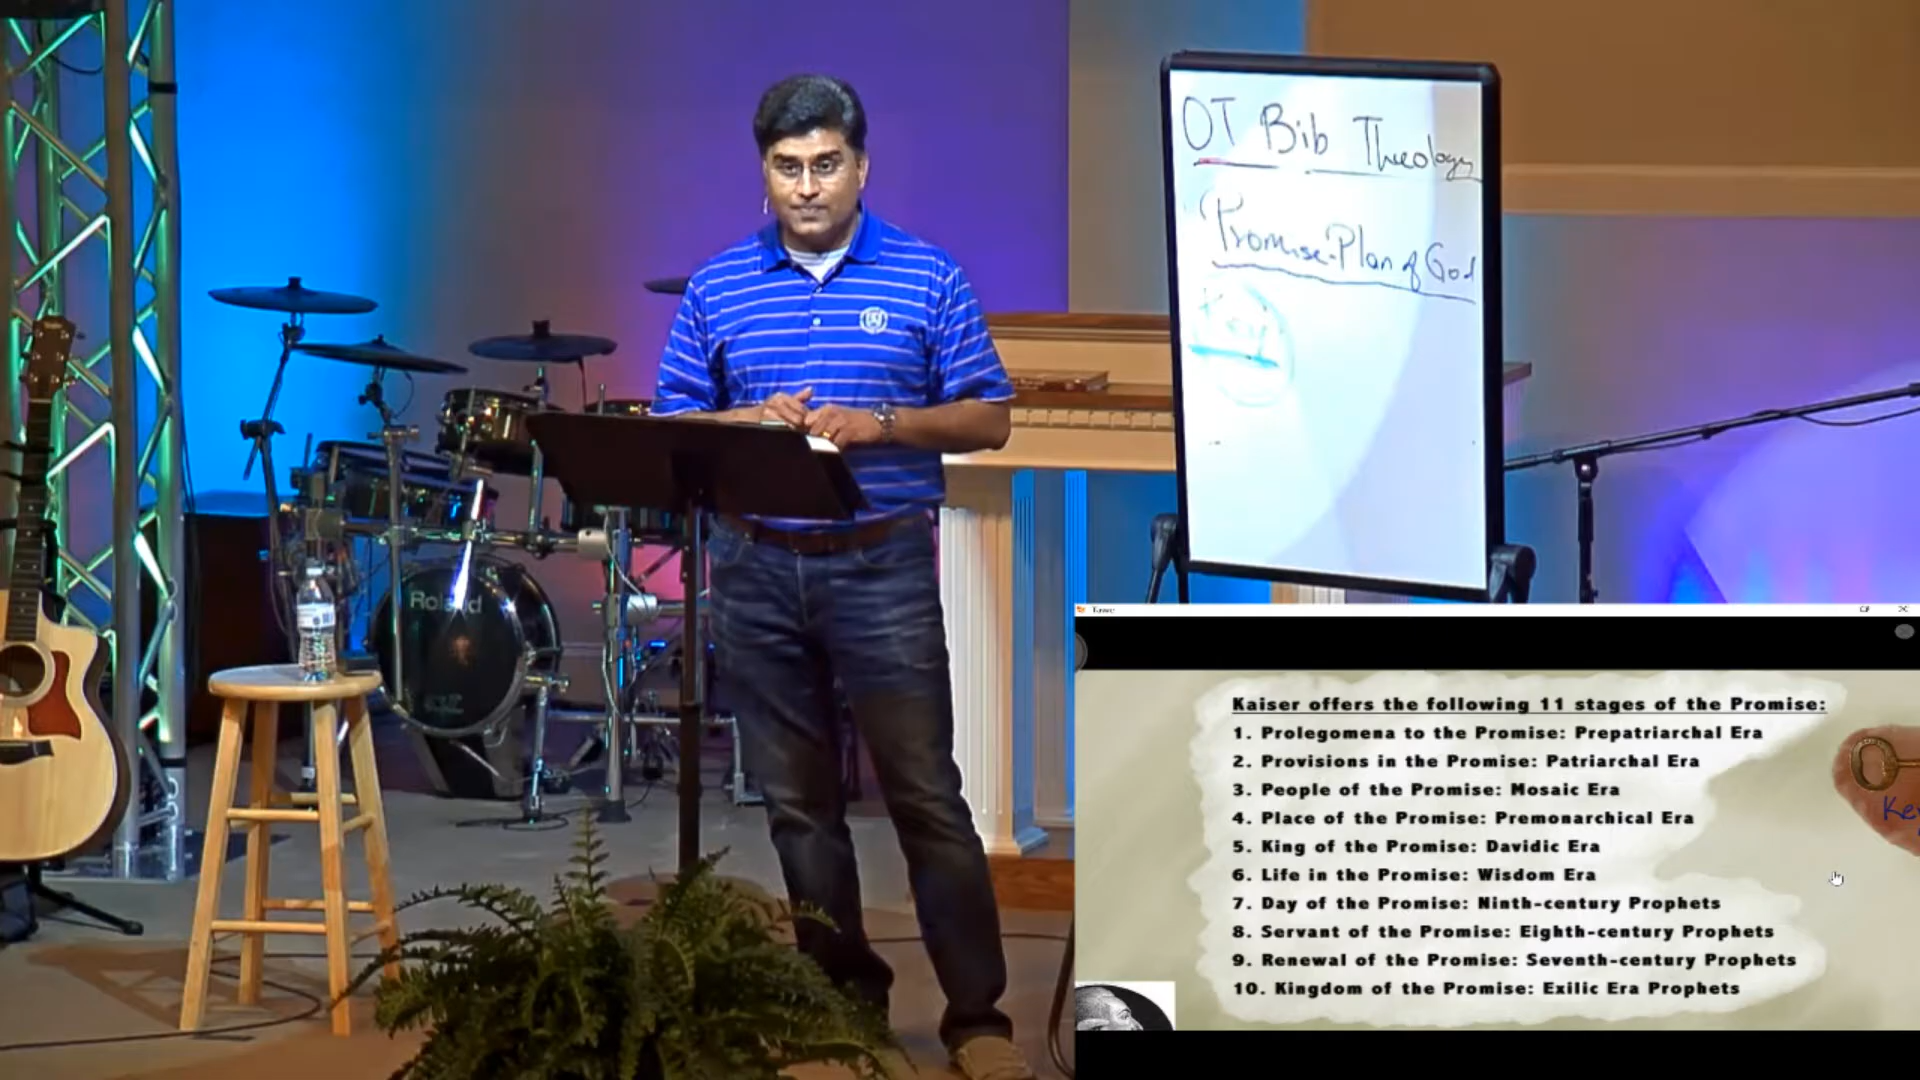 OT Bib Theology
Promise-Plan of God
Key
Roland
Kaiser offers the following 11 stages of the Promise:
1. Prolegomena to the Promise: Prepatriarchal Era
2. Provisions in the Promise: Patriarchal Era
3. People of the Promise: Mosaic Era
4. Place of the Promise: Premonarchical Era
5. King of the Promise: Davidic Era
6. Life in the Promise: Wisdom Era
7. Day of the Promise: Ninth-century Prophets
8. Servant of the Promise: Eighth-century Prophets
9. Renewal of the Promise: Seventh-century Prophets
10. Kingdom of the Promise: Exilic Era Prophets